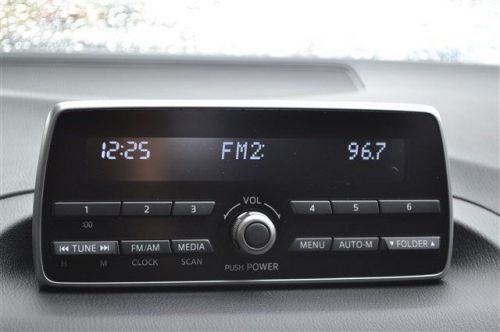 12:25 FM2 96.7
1 2 3 VOL 4 5 6
:00
⏮ TUNE ⏭ FM/AM MEDIA MENU AUTO-M ▼ FOLDER ▲
H M CLOCK SCAN PUSH POWER